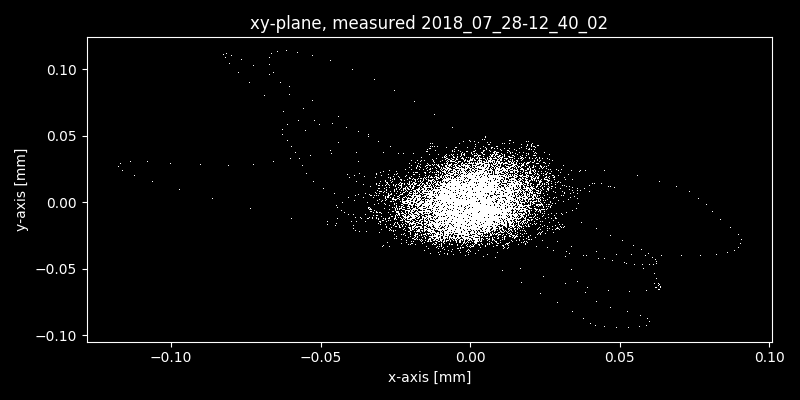 xy-plane, measured 2018_07_28-12_40_02
0.10
0.05
0.00
−0.05
−0.10
y-axis [mm]
−0.10 −0.05 0.00 0.05 0.10
x-axis [mm]